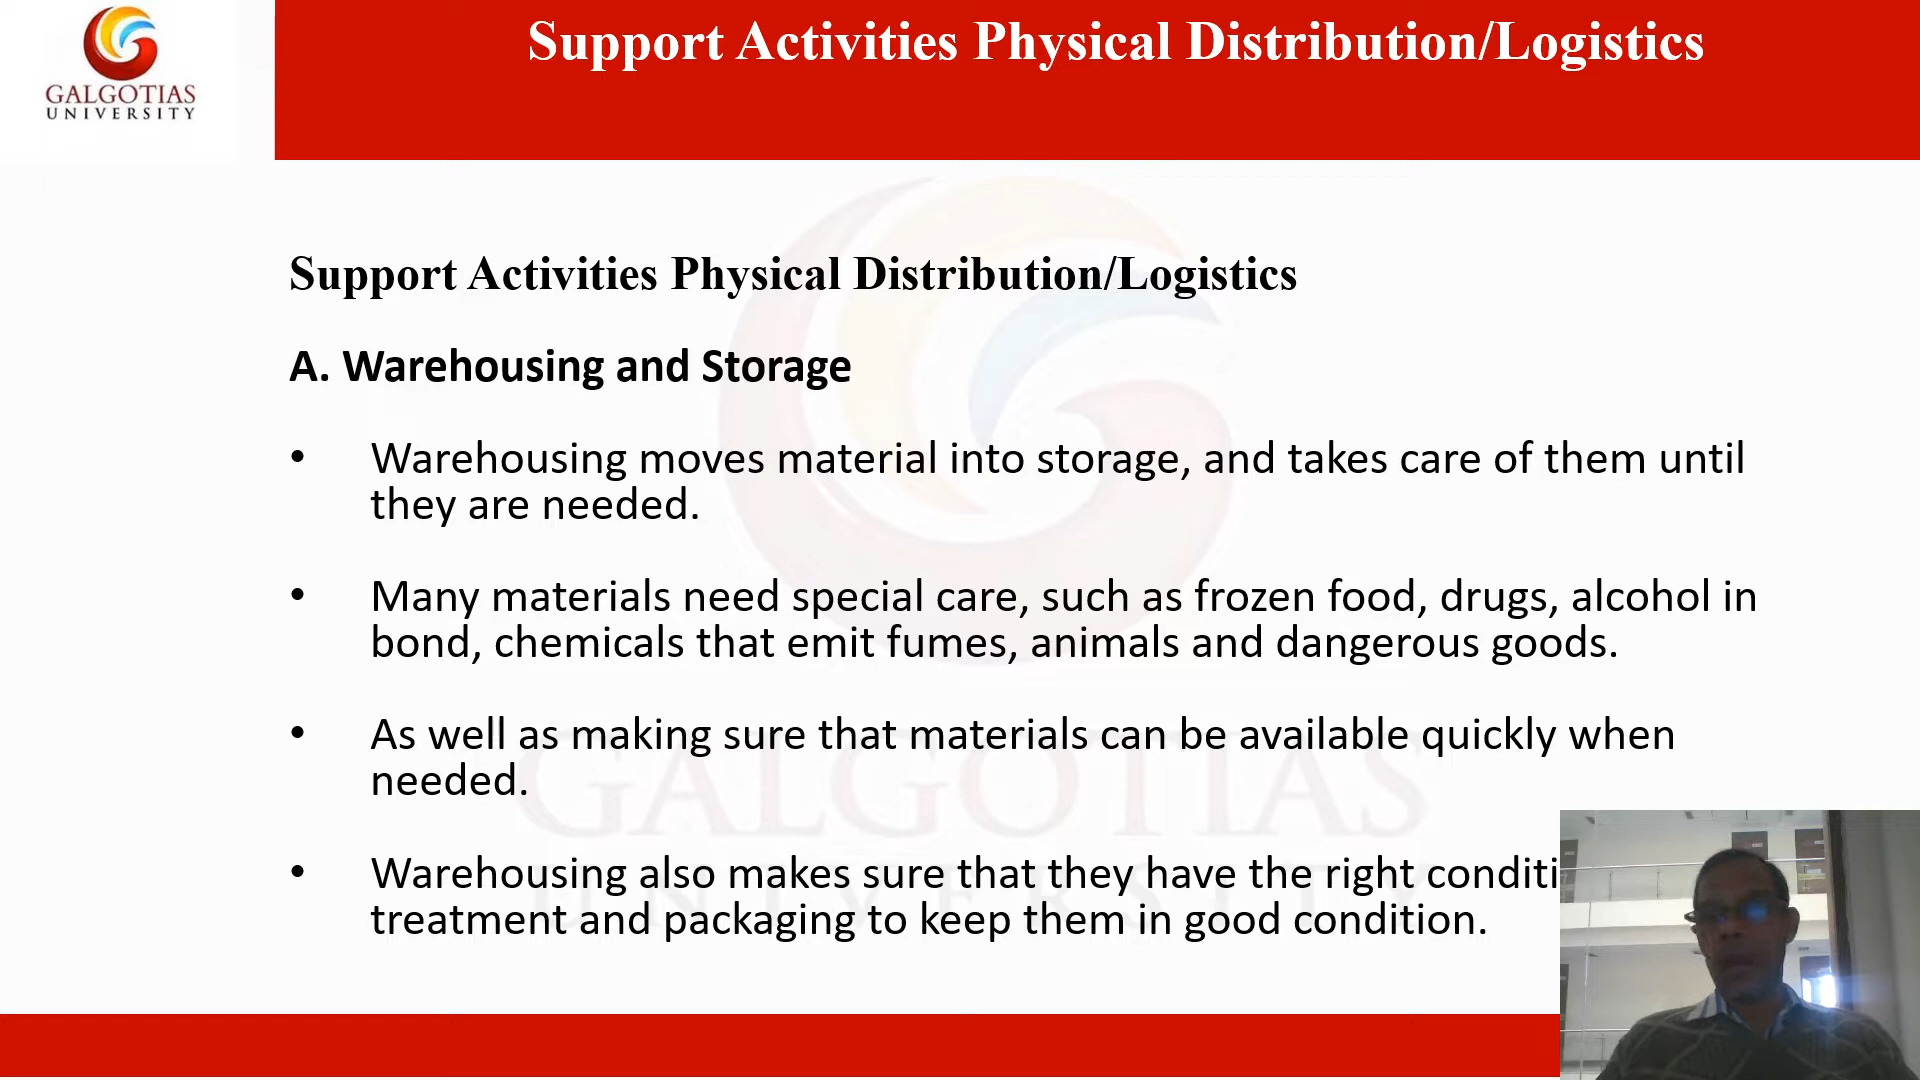 Support Activities Physical Distribution/Logistics
GALGOTIAS
UNIVERSITY
Support Activities Physical Distribution/Logistics
A. Warehousing and Storage
• Warehousing moves material into storage, and takes care of them until
they are needed.
• Many materials need special care, such as frozen food, drugs, alcohol in
bond, chemicals that emit fumes, animals and dangerous goods.
• As well as making sure that materials can be available quickly when
needed.
• Warehousing also makes sure that they have the right conditi
treatment and packaging to keep them in good condition.
GALGOTIAS
UNIVERSITY